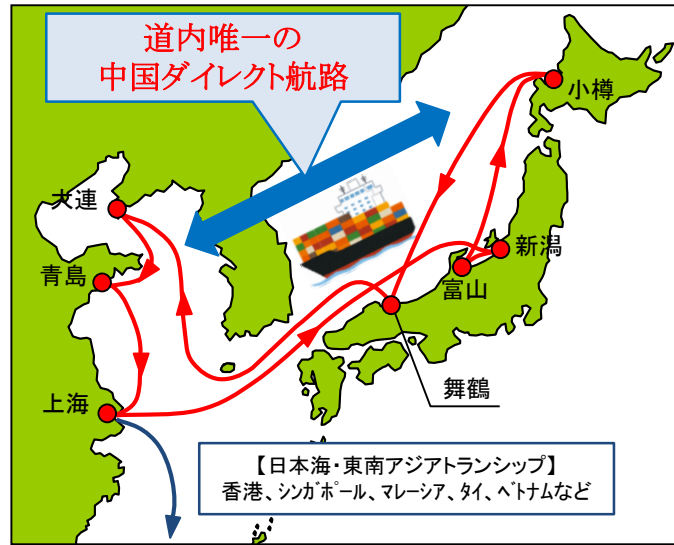 道内唯一の
中国ダイレクト航路
小樽
大連
新潟
青島
富山
舞鶴
上海
【日本海・東南アジアトランシップ】
香港、シンガポール、マレーシア、タイ、ベトナムなど